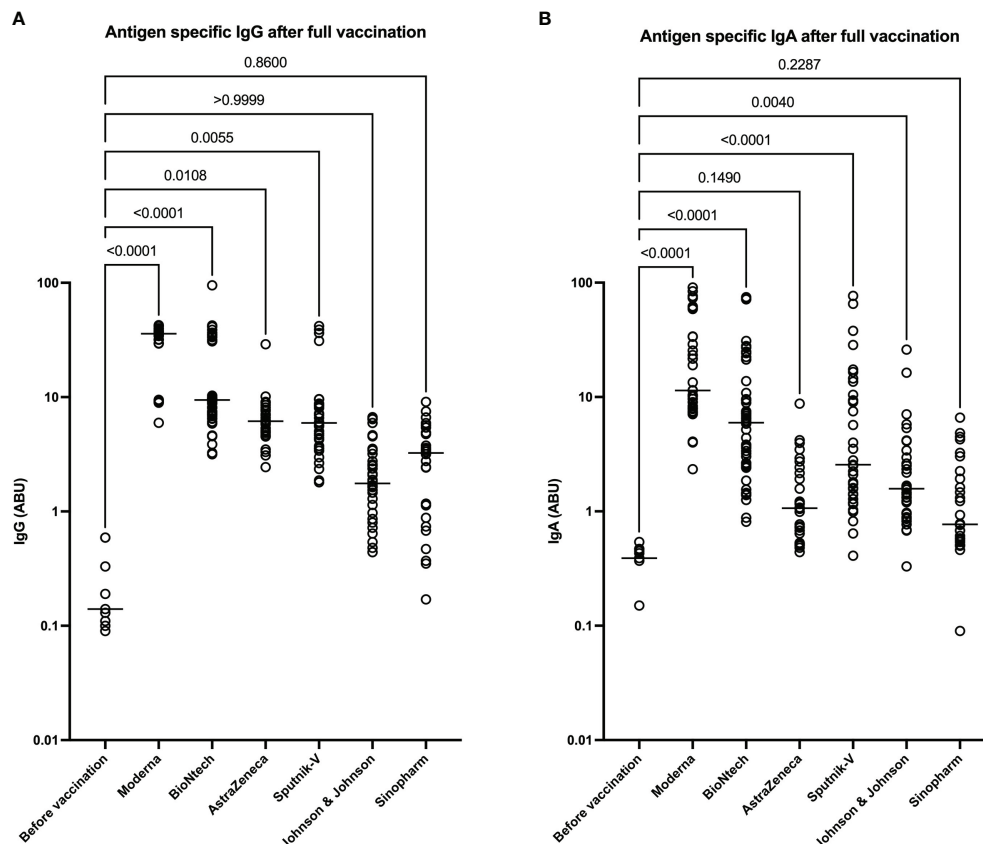 A
Antigen specific IgG after full vaccination
0.8600
>0.9999
0.0055
0.0108
<0.0001
<0.0001
100
10
1
0.1
0.01
IgG (ABU)
Before vaccination
Moderna
BioNtech
AstraZeneca
Sputnik-V
Johnson & Johnson
Sinopharm
B
Antigen specific IgA after full vaccination
0.2287
0.0040
<0.0001
0.1490
<0.0001
<0.0001
100
10
1
0.1
0.01
IgA (ABU)
Before vaccination
Moderna
BioNtech
AstraZeneca
Sputnik-V
Johnson & Johnson
Sinopharm